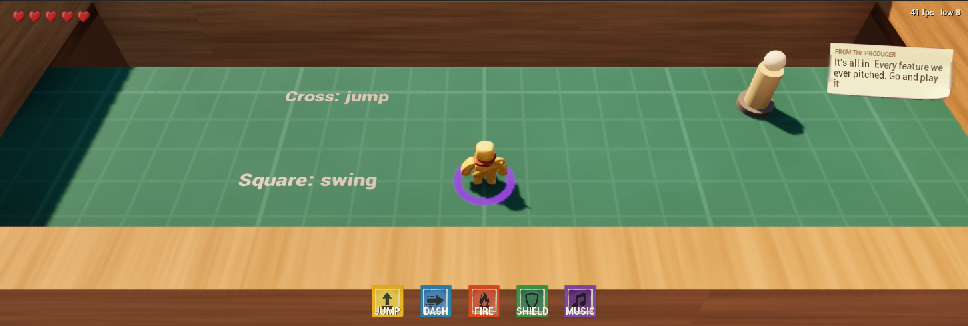 41 fps low 8
FROM THE PRODUCER
It's all in. Every feature we
ever pitched. Go and play
it
Cross: jump
Square: swing
JUMP
DASH
FIRE
SHIELD
MUSIC